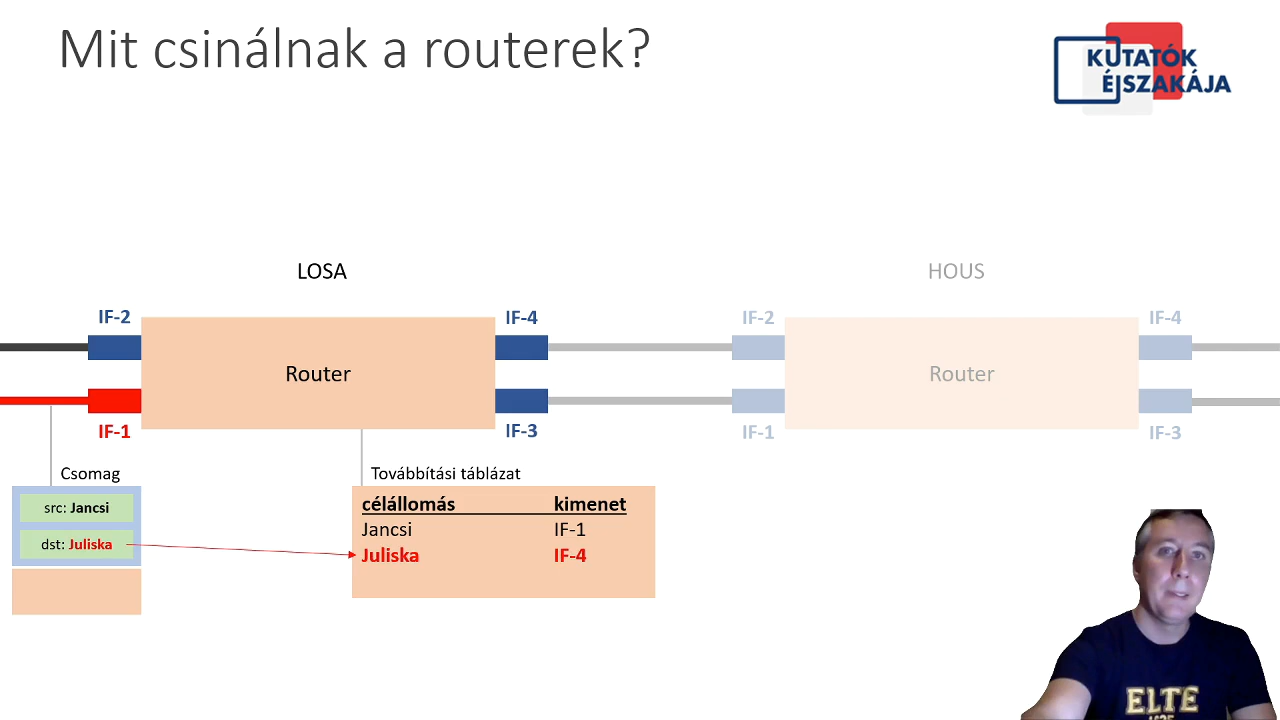 Mit csinálnak a routerek?
KUTATÓK
ÉJSZAKÁJA
LOSA
HOUS
IF-2
IF-4
IF-2
IF-4
Router
Router
IF-1
IF-3
IF-1
IF-3
Csomag
Továbbítási táblázat
src: Jancsi
dst: Juliska
célállomás kimenet
Jancsi IF-1
Juliska IF-4
ELTE